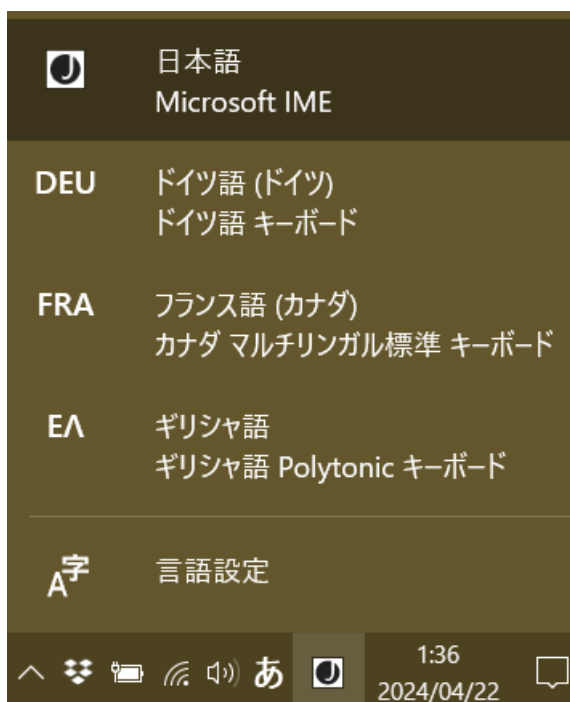 日本語
Microsoft IME
DEU
ドイツ語 (ドイツ)
ドイツ語 キーボード
FRA
フランス語 (カナダ)
カナダ マルチリンガル標準 キーボード
ΕΛ
ギリシャ語
ギリシャ語 Polytonic キーボード
A字
言語設定
あ
1:36
2024/04/22